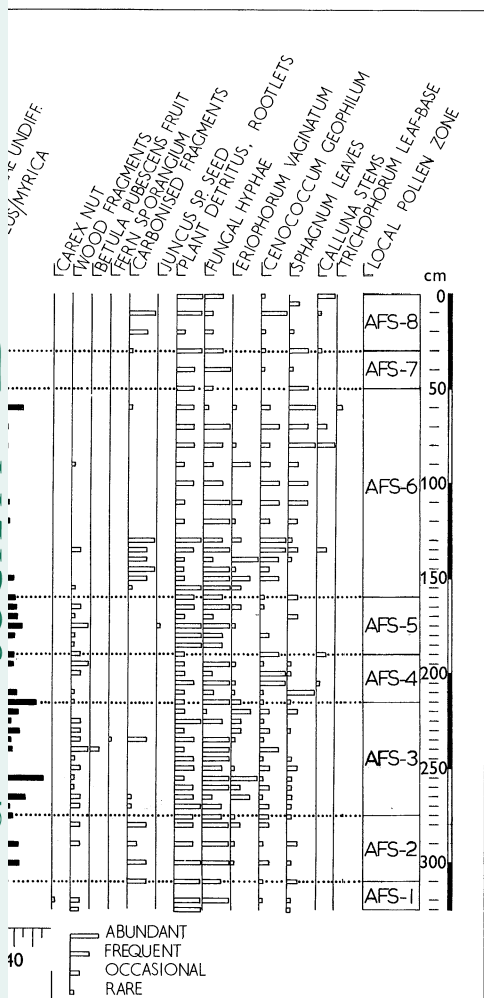 UNDIFF.
/MYRICA
CAREX NUT
WOOD FRAGMENTS
BETULA PUBESCENS FRUIT
FERN SPORANGIUM
CARBONISED FRAGMENTS
JUNCUS SP. SEED
PLANT DETRITUS, ROOTLETS
FUNGAL HYPHAE
ERIOPHORUM VAGINATUM
CENOCOCCUM GEOPHILUM
SPHAGNUM LEAVES
CALLUNA STEMS
TRICHOPHORUM LEAF-BASE
LOCAL POLLEN ZONE
cm
0
AFS-8
AFS-7
50
AFS-6
100
150
AFS-5
AFS-4
200
AFS-3
250
AFS-2
300
AFS-1
40
ABUNDANT
FREQUENT
OCCASIONAL
RARE